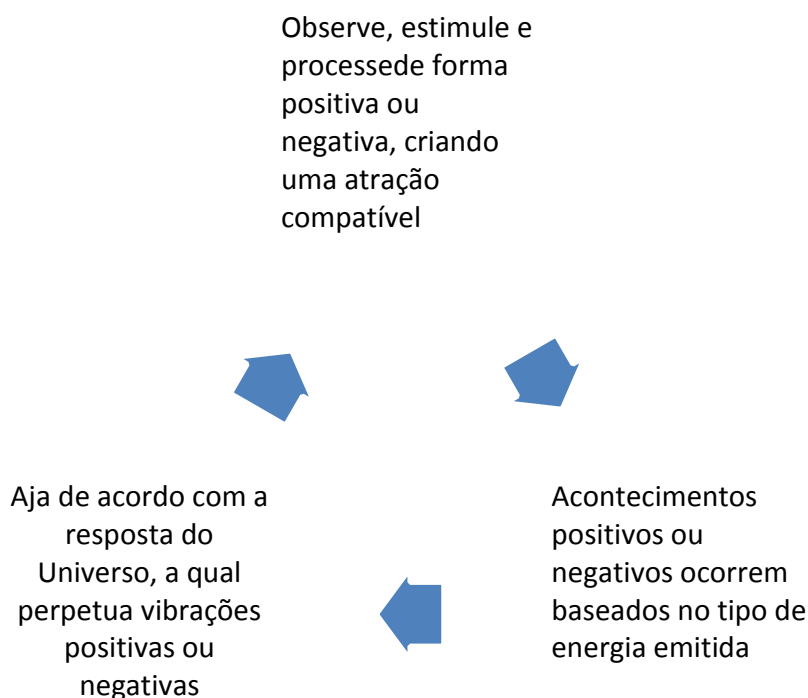 Observe, estimule e
processede forma
positiva ou
negativa, criando
uma atração
compatível
Acontecimentos
positivos ou
negativos ocorrem
baseados no tipo de
energia emitida
Aja de acordo com a
resposta do
Universo, a qual
perpetua vibrações
positivas ou
negativas